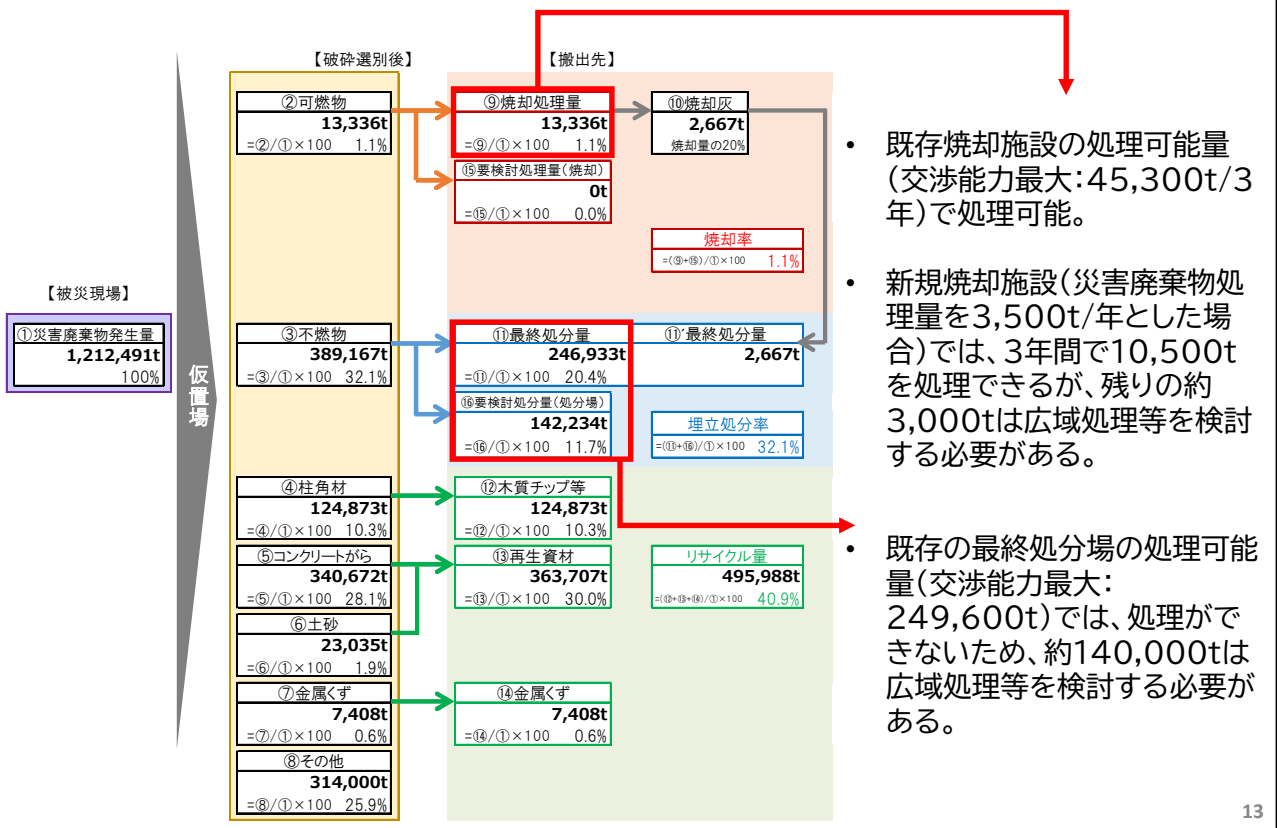 【被災現場】
①災害廃棄物発生量
1,212,491t
100%
仮置場
【破砕選別後】
②可燃物
13,336t
=②/①×100 1.1%
③不燃物
389,167t
=③/①×100 32.1%
④柱角材
124,873t
=④/①×100 10.3%
⑤コンクリートがら
340,672t
=⑤/①×100 28.1%
⑥土砂
23,035t
=⑥/①×100 1.9%
⑦金属くず
7,408t
=⑦/①×100 0.6%
⑧その他
314,000t
=⑧/①×100 25.9%
【搬出先】
⑨焼却処理量
13,336t
=⑨/①×100 1.1%
⑩焼却灰
2,667t
焼却量の20%
⑮要検討処理量(焼却)
0t
=⑮/①×100 0.0%
焼却率
=(⑨+⑮)/①×100 1.1%
⑪最終処分量
246,933t
=⑪/①×100 20.4%
⑪’最終処分量
2,667t
⑯要検討処分量(処分場)
142,234t
=⑯/①×100 11.7%
埋立処分率
=(⑪+⑯)/①×100 32.1%
⑫木質チップ等
124,873t
=⑫/①×100 10.3%
⑬再生資材
363,707t
=⑬/①×100 30.0%
リサイクル量
495,988t
=(⑫+⑬+⑭)/①×100 40.9%
⑭金属くず
7,408t
=⑭/①×100 0.6%
• 既存焼却施設の処理可能量
(交渉能力最大:45,300t/3
年)で処理可能。
• 新規焼却施設(災害廃棄物処
理量を3,500t/年とした場
合)では、3年間で10,500t
を処理できるが、残りの約
3,000tは広域処理等を検討
する必要がある。
• 既存の最終処分場の処理可能
量(交渉能力最大:
249,600t)では、処理がで
きないため、約140,000tは
広域処理等を検討する必要が
ある。
13